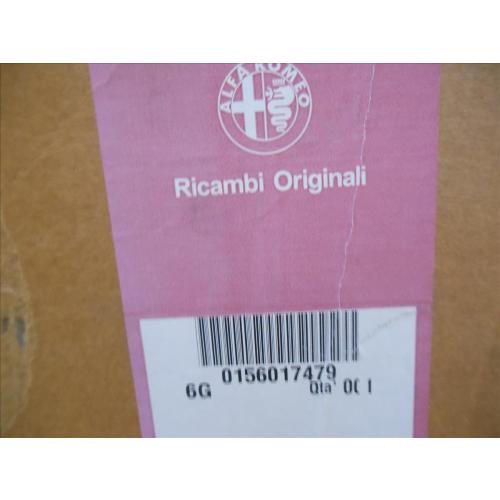 ALFA ROMEO
Ricambi Originali
0156017479
6G Qta' 001